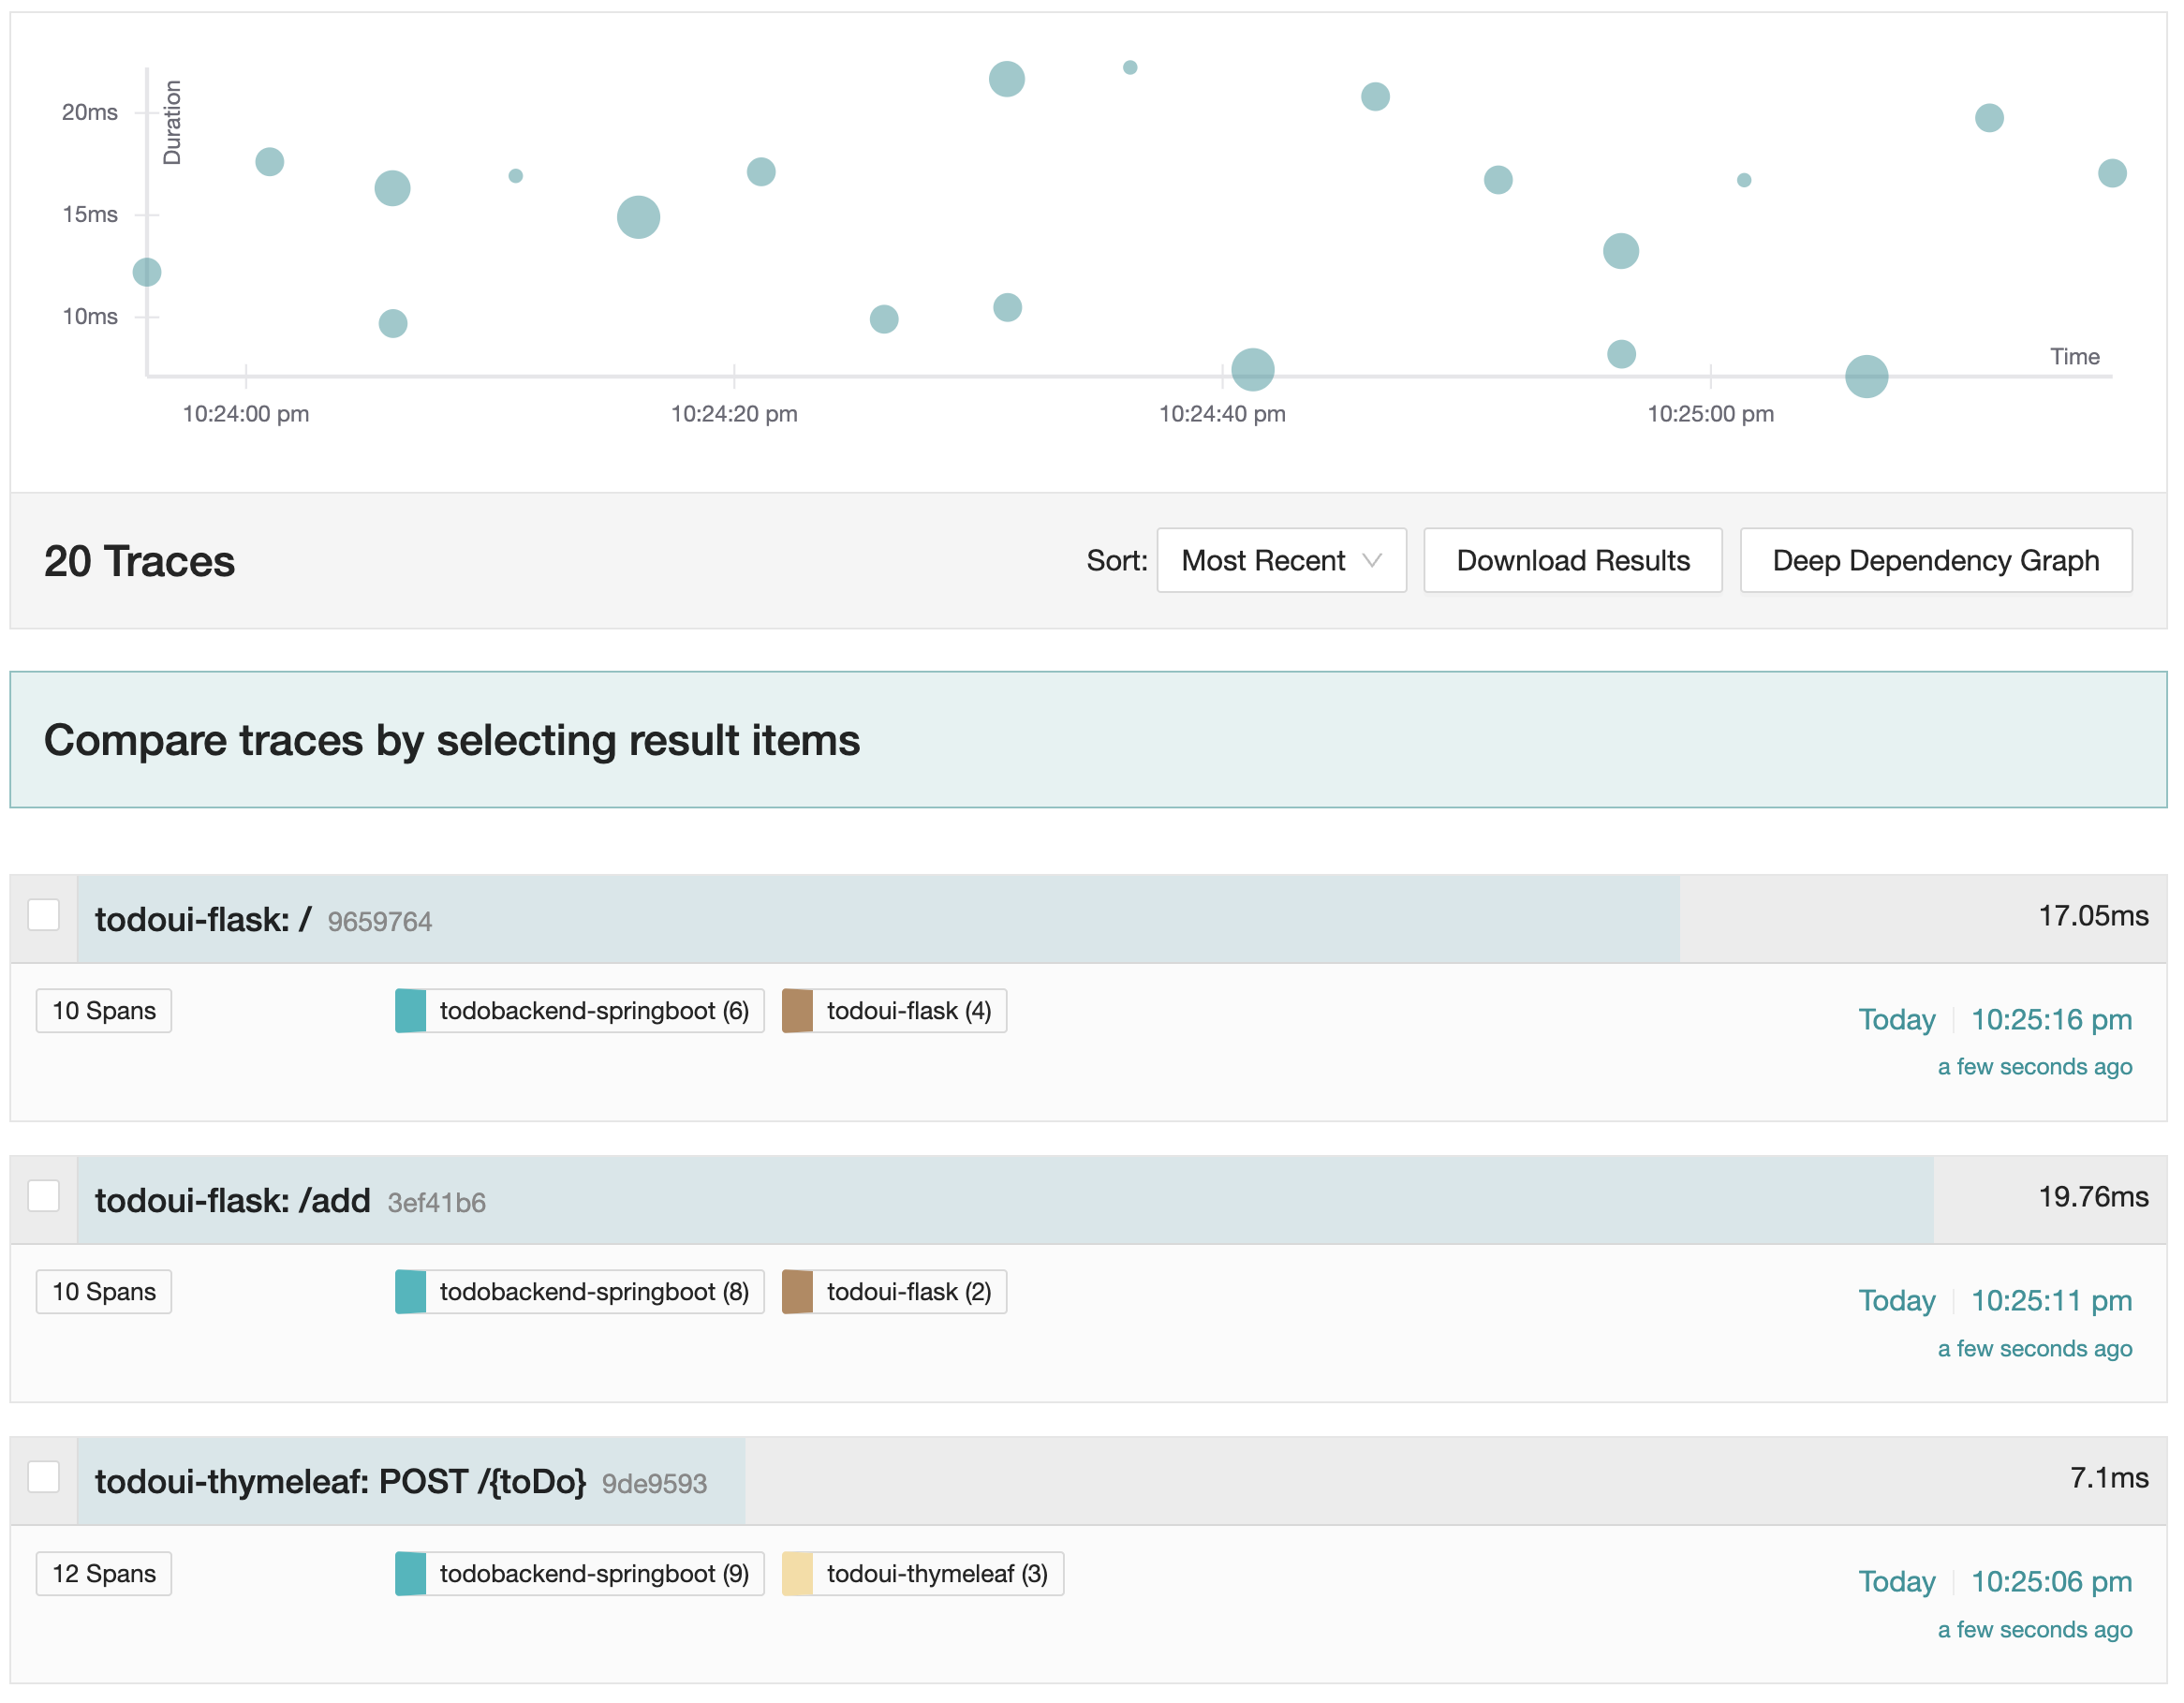 Duration
20ms
15ms
10ms
Time
10:24:00 pm 10:24:20 pm 10:24:40 pm 10:25:00 pm
20 Traces Sort: Most Recent Download Results Deep Dependency Graph
Compare traces by selecting result items
todoui-flask: / 9659764 17.05ms
10 Spans todobackend-springboot (6) todoui-flask (4) Today 10:25:16 pm
a few seconds ago
todoui-flask: /add 3ef41b6 19.76ms
10 Spans todobackend-springboot (8) todoui-flask (2) Today 10:25:11 pm
a few seconds ago
todoui-thymeleaf: POST /{toDo} 9de9593 7.1ms
12 Spans todobackend-springboot (9) todoui-thymeleaf (3) Today 10:25:06 pm
a few seconds ago